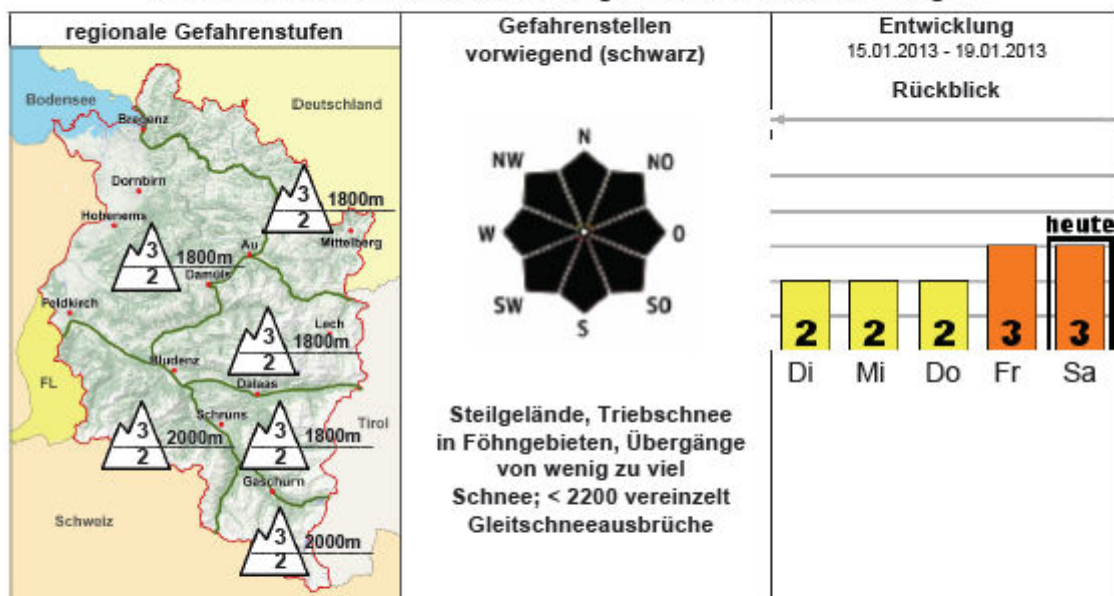 regionale Gefahrenstufen
Bodensee
Deutschland
Bregenz
Dornbirn
Hohenems
3
2
1800m
Mittelberg
3
2
1800m
Au
Damüls
Feldkirch
Lech
3
2
1800m
Bludenz
FL
Dalaas
Schruns
Tirol
3
2
2000m
3
2
1800m
Gaschurn
Schweiz
3
2
2000m
Gefahrenstellen
vorwiegend (schwarz)
N
NW
NO
W
O
SW
SO
S
Steilgelände, Triebschnee
in Föhngebieten, Übergänge
von wenig zu viel
Schnee; < 2200 vereinzelt
Gleitschneeausbrüche
Entwicklung
15.01.2013 - 19.01.2013
Rückblick
heute
2 2 2 3 3
Di Mi Do Fr Sa